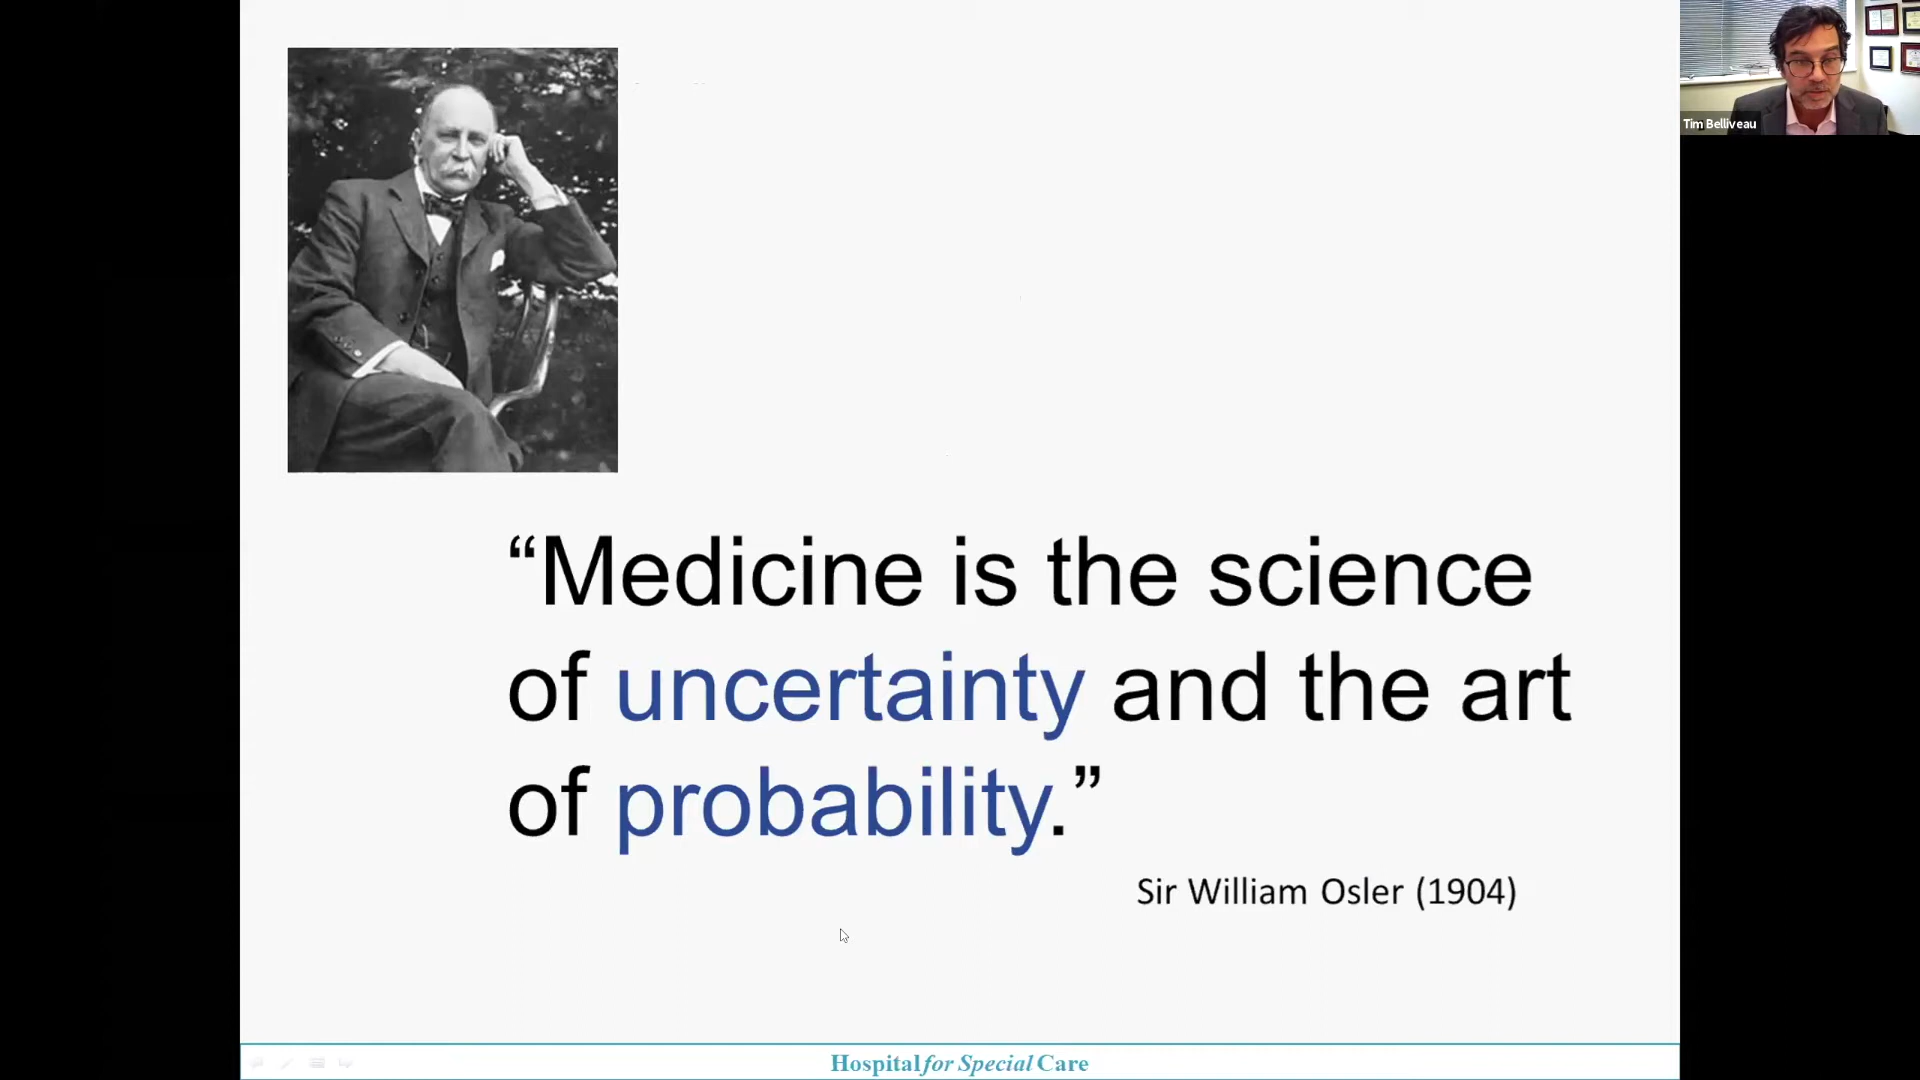 Tim Belliveau
“Medicine is the science
of uncertainty and the art
of probability.”
Sir William Osler (1904)
Hospital for Special Care